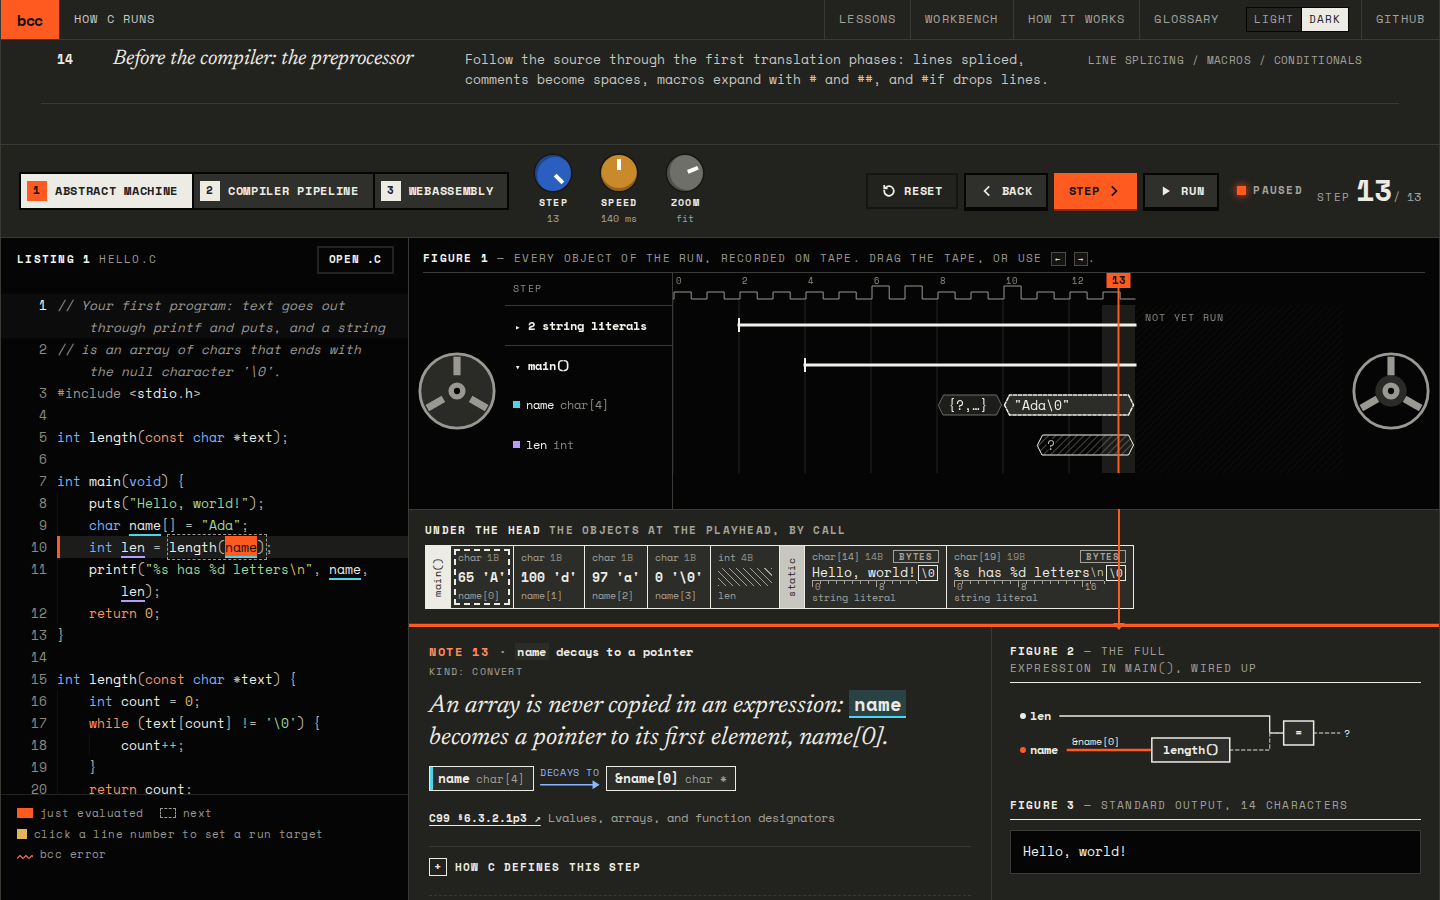 bcc HOW C RUNS LESSONS WORKBENCH HOW IT WORKS GLOSSARY LIGHT DARK GITHUB
14 Before the compiler: the preprocessor
Follow the source through the first translation phases: lines spliced,
comments become spaces, macros expand with # and ##, and #if drops lines.
LINE SPLICING / MACROS / CONDITIONALS
1 ABSTRACT MACHINE 2 COMPILER PIPELINE 3 WEBASSEMBLY
STEP
13
SPEED
140 ms
ZOOM
fit
RESET BACK STEP RUN PAUSED STEP 13 / 13
LISTING 1 HELLO.C OPEN .C
1 // Your first program: text goes out
through printf and puts, and a string
2 // is an array of chars that ends with
the null character '\0'.
3 #include <stdio.h>
4
5 int length(const char *text);
6
7 int main(void) {
8 puts("Hello, world!");
9 char name[] = "Ada";
10 int len = length(name);
11 printf("%s has %d letters\n", name,
len);
12 return 0;
13 }
14
15 int length(const char *text) {
16 int count = 0;
17 while (text[count] != '\0') {
18 count++;
19 }
20 return count;
just evaluated next
click a line number to set a run target
bcc error
FIGURE 1 — EVERY OBJECT OF THE RUN, RECORDED ON TAPE. DRAG THE TAPE, OR USE ← →.
STEP 0 2 4 6 8 10 12 13
▸ 2 string literals
NOT YET RUN
▾ main()
name char[4] {?,…} "Ada\0"
len int ?
UNDER THE HEAD THE OBJECTS AT THE PLAYHEAD, BY CALL
main()
char 1B
65 'A'
name[0]
char 1B
100 'd'
name[1]
char 1B
97 'a'
name[2]
char 1B
0 '\0'
name[3]
int 4B
len
static
char[14] 14B BYTES
Hello, world! \0
0 8
string literal
char[19] 19B BYTES
%s has %d letters\n \0
0 8 16
string literal
NOTE 13 · name decays to a pointer
KIND: CONVERT
An array is never copied in an expression: name
becomes a pointer to its first element, name[0].
name char[4] DECAYS TO &name[0] char *
C99 §6.3.2.1p3 ↗ Lvalues, arrays, and function designators
+ HOW C DEFINES THIS STEP
FIGURE 2 — THE FULL
EXPRESSION IN MAIN(), WIRED UP
len
= ?
name &name[0] length()
FIGURE 3 — STANDARD OUTPUT, 14 CHARACTERS
Hello, world!